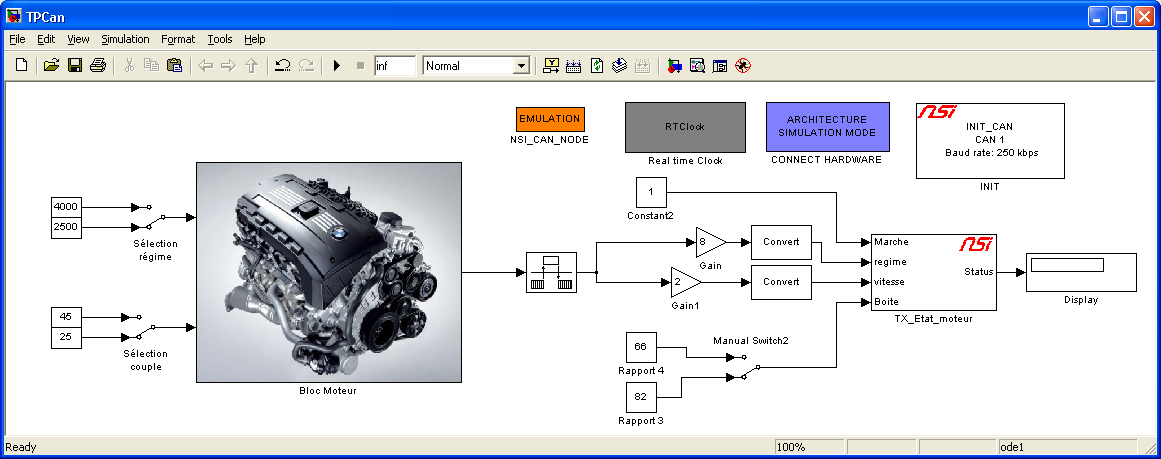 TPCan
File Edit View Simulation Format Tools Help
inf
Normal
EMULATION
NSI_CAN_NODE
RTClock
Real time Clock
ARCHITECTURE
SIMULATION MODE
CONNECT HARDWARE
nsi
INIT_CAN
CAN 1
Baud rate: 250 kbps
INIT
4000
2500
Sélection
régime
45
25
Sélection
couple
Bloc Moteur
1
Constant2
8
Gain
Convert
2
Gain1
Convert
Marche
regime
vitesse
Boite
nsi
Status
TX_Etat_moteur
Display
66
Rapport 4
Manual Switch2
82
Rapport 3
Ready
100%
ode1